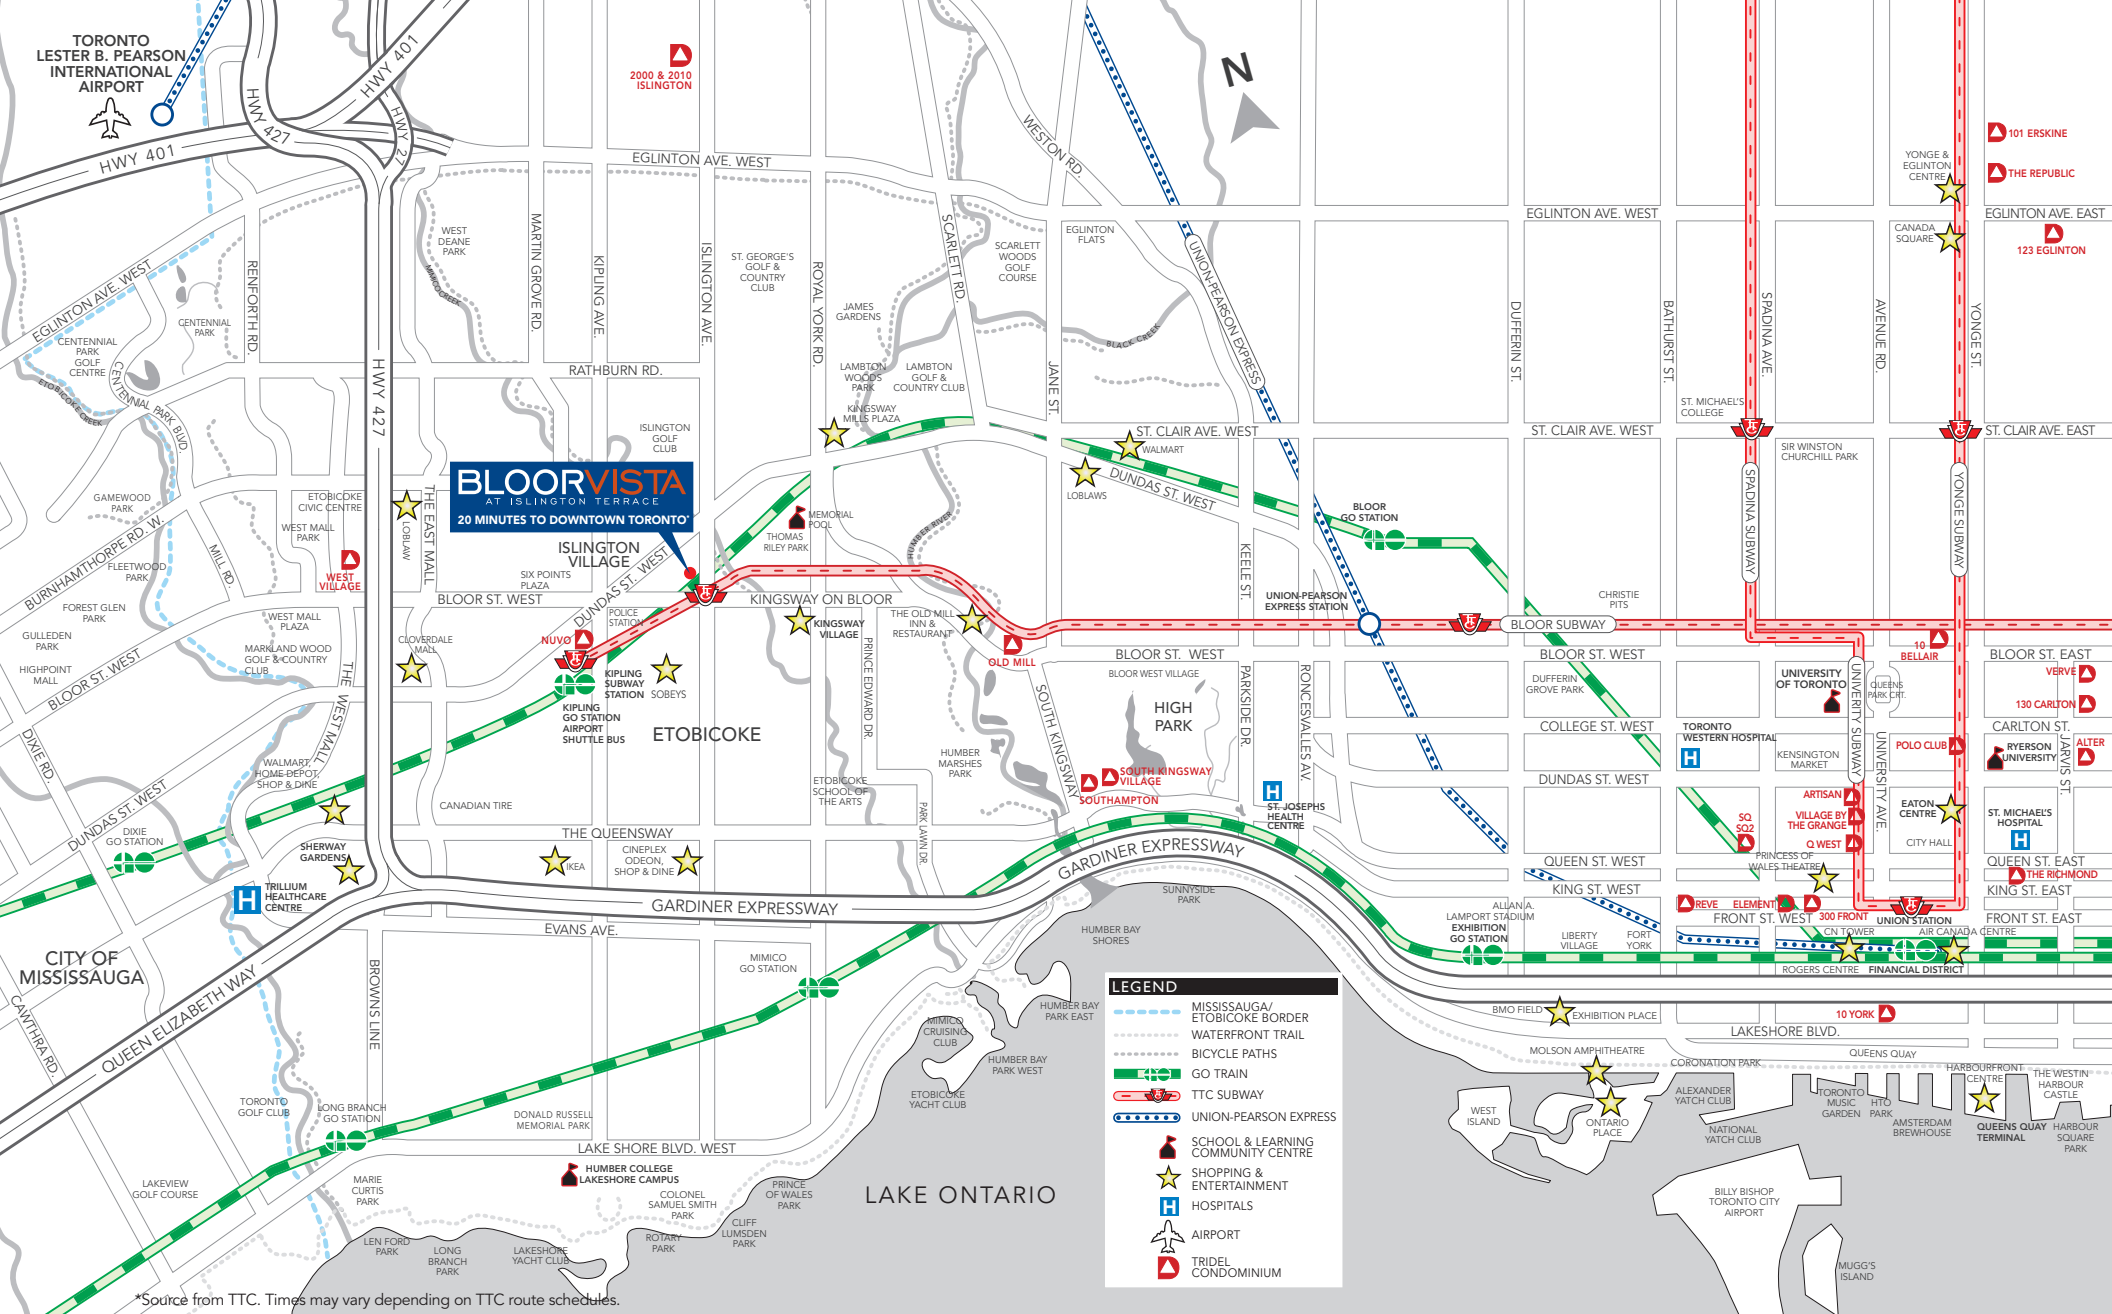 TORONTO
LESTER B. PEARSON
INTERNATIONAL
AIRPORT
HWY 401
HWY 427
HWY 27
HWY 401
2000 & 2010
ISLINGTON
WESTON RD.
N
EGLINTON AVE. WEST
YONGE &
EGLINTON
CENTRE
101 ERSKINE
THE REPUBLIC
EGLINTON AVE. WEST
EGLINTON AVE. EAST
CANADA
SQUARE
123 EGLINTON
WEST
DEANE
PARK
MIMICO CREEK
MARTIN GROVE RD.
KIPLING AVE.
ISLINGTON AVE.
ST. GEORGE'S
GOLF &
COUNTRY
CLUB
ROYAL YORK RD.
SCARLETT RD.
SCARLETT
WOODS
GOLF
COURSE
EGLINTON
FLATS
UNION-PEARSON EXPRESS
DUFFERIN ST.
BATHURST ST.
SPADINA AVE.
AVENUE RD.
YONGE ST.
EGLINTON AVE. WEST
RENFORTH RD.
CENTENNIAL
PARK
CENTENNIAL
PARK
GOLF
CENTRE
ETOBICOKE CREEK
CENTENNIAL PARK BLVD.
HWY 427
JAMES
GARDENS
LAMBTON
WOODS
PARK
LAMBTON
GOLF &
COUNTRY CLUB
BLACK CREEK
JANE ST.
RATHBURN RD.
KINGSWAY
MILLS PLAZA
ISLINGTON
GOLF
CLUB
ST. CLAIR AVE. WEST
WALMART
LOBLAWS
DUNDAS ST. WEST
ST. MICHAEL'S
COLLEGE
ST. CLAIR AVE. WEST
ST. CLAIR AVE. EAST
SIR WINSTON
CHURCHILL PARK
SPADINA SUBWAY
YONGE SUBWAY
BLOORVISTA
AT ISLINGTON TERRACE
20 MINUTES TO DOWNTOWN TORONTO*
GAMEWOOD
PARK
ETOBICOKE
CIVIC CENTRE
WEST MALL
PARK
LOBLAW
THE EAST MALL
WEST
VILLAGE
MILL RD.
BURNHAMTHORPE RD. W.
FLEETWOOD
PARK
FOREST GLEN
PARK
GULLEDEN
PARK
HIGHPOINT
MALL
BLOOR ST. WEST
WEST MALL
PLAZA
MARKLAND WOOD
GOLF & COUNTRY
CLUB
THE WEST MALL
CLOVERDALE
MALL
ISLINGTON
VILLAGE
SIX POINTS
PLAZA
BLOOR ST. WEST
DUNDAS ST. WEST
POLICE
STATION
NUVO
MEMORIAL
POOL
THOMAS
RILEY PARK
HUMBER RIVER
KINGSWAY ON BLOOR
KINGSWAY
VILLAGE
THE OLD MILL
INN &
RESTAURANT
OLD MILL
PRINCE EDWARD DR.
KIPLING
SUBWAY
STATION
SOBEYS
KIPLING
GO STATION
AIRPORT
SHUTTLE BUS
ETOBICOKE
BLOOR
GO STATION
KEELE ST.
UNION-PEARSON
EXPRESS STATION
CHRISTIE
PITS
BLOOR SUBWAY
BLOOR ST. WEST
BLOOR WEST VILLAGE
HIGH
PARK
PARKSIDE DR.
RONCESVALLES AV.
SOUTH KINGSWAY
SOUTH KINGSWAY
VILLAGE
SOUTHAMPTON
HUMBER
MARSHES
PARK
ETOBICOKE
SCHOOL OF
THE ARTS
PARK LAWN DR.
ST. JOSEPHS
HEALTH
CENTRE
BLOOR ST. WEST
DUFFERIN
GROVE PARK
COLLEGE ST. WEST
DUNDAS ST. WEST
QUEEN ST. WEST
KING ST. WEST
10
BELLAIR
BLOOR ST. EAST
VERVE
130 CARLTON
UNIVERSITY
OF TORONTO
QUEENS
PARK CRT.
UNIVERITY SUBWAY
UNIVERSITY AVE.
TORONTO
WESTERN HOSPITAL
KENSINGTON
MARKET
CARLTON ST.
POLO CLUB
RYERSON
UNIVERSITY
JARVIS ST.
ALTER
ARTISAN
VILLAGE BY
THE GRANGE
Q WEST
SQ
SQ2
EATON
CENTRE
CITY HALL
ST. MICHAEL'S
HOSPITAL
PRINCESS OF
WALES THEATRE
QUEEN ST. EAST
THE RICHMOND
KING ST. EAST
REVE
ELEMENT
300 FRONT
FRONT ST. WEST
UNION STATION
FRONT ST. EAST
CN TOWER
AIR CANADA CENTRE
ROGERS CENTRE
FINANCIAL DISTRICT
ALLAN A.
LAMPORT STADIUM
EXHIBITION
GO STATION
LIBERTY
VILLAGE
FORT
YORK
DIXIE RD.
DUNDAS ST. WEST
DIXIE
GO STATION
WALMART,
HOME DEPOT,
SHOP & DINE
CANADIAN TIRE
SHERWAY
GARDENS
TRILLIUM
HEALTHCARE
CENTRE
THE QUEENSWAY
IKEA
CINEPLEX
ODEON,
SHOP & DINE
GARDINER EXPRESSWAY
GARDINER EXPRESSWAY
SUNNYSIDE
PARK
EVANS AVE.
CITY OF
MISSISSAUGA
CAWTHRA RD.
QUEEN ELIZABETH WAY
BROWNS LINE
MIMICO
GO STATION
HUMBER BAY
SHORES
HUMBER BAY
PARK EAST
MIMICO
CRUISING
CLUB
HUMBER BAY
PARK WEST
ETOBICOKE
YACHT CLUB
TORONTO
GOLF CLUB
LONG BRANCH
GO STATION
DONALD RUSSELL
MEMORIAL PARK
LAKE SHORE BLVD. WEST
HUMBER COLLEGE
LAKESHORE CAMPUS
LAKEVIEW
GOLF COURSE
MARIE
CURTIS
PARK
COLONEL
SAMUEL SMITH
PARK
PRINCE
OF WALES
PARK
CLIFF
LUMSDEN
PARK
ROTARY
PARK
LEN FORD
PARK
LONG
BRANCH
PARK
LAKESHORE
YACHT CLUB
LAKE ONTARIO
LEGEND
MISSISSAUGA/
ETOBICOKE BORDER
WATERFRONT TRAIL
BICYCLE PATHS
GO TRAIN
TTC SUBWAY
UNION-PEARSON EXPRESS
SCHOOL & LEARNING
COMMUNITY CENTRE
SHOPPING &
ENTERTAINMENT
H HOSPITALS
AIRPORT
TRIDEL
CONDOMINIUM
BMO FIELD
EXHIBITION PLACE
10 YORK
LAKESHORE BLVD.
MOLSON AMPHITHEATRE
CORONATION PARK
QUEENS QUAY
WEST
ISLAND
ONTARIO
PLACE
ALEXANDER
YATCH CLUB
NATIONAL
YATCH CLUB
TORONTO
MUSIC
GARDEN
HTO
PARK
AMSTERDAM
BREWHOUSE
HARBOURFRONT
CENTRE
QUEENS QUAY
TERMINAL
THE WESTIN
HARBOUR
CASTLE
HARBOUR
SQUARE
PARK
BILLY BISHOP
TORONTO CITY
AIRPORT
MUGG'S
ISLAND
*Source from TTC. Times may vary depending on TTC route schedules.